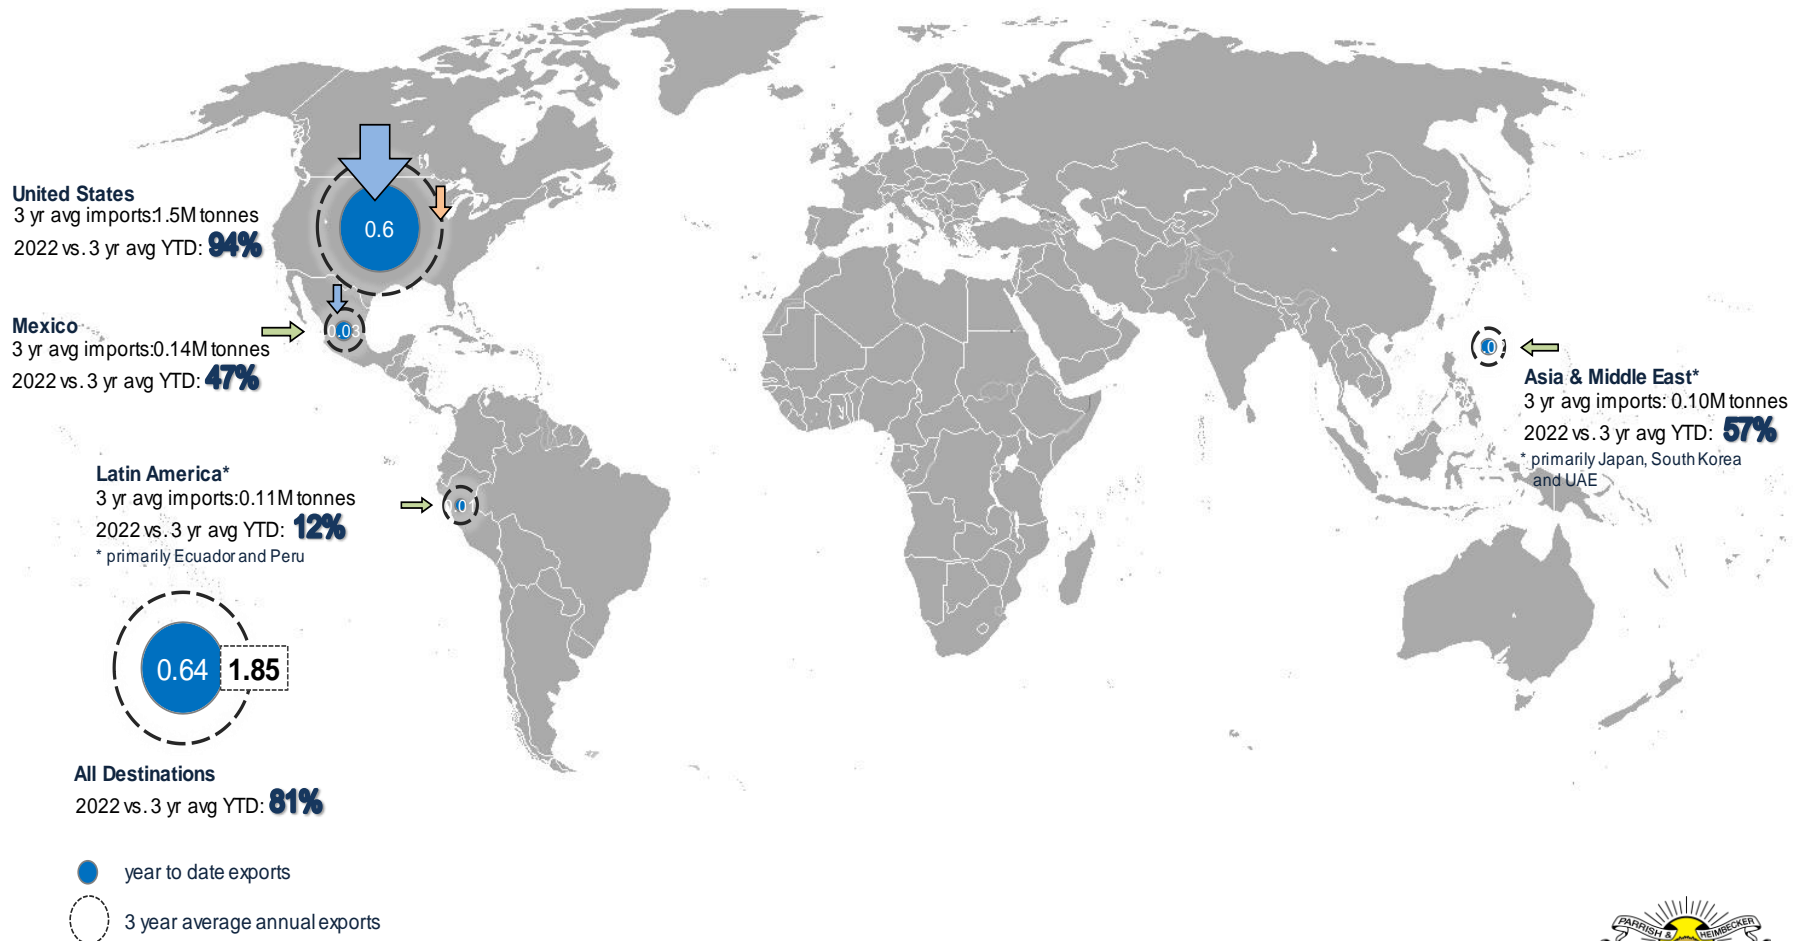 United States
3 yr avg imports:1.5M tonnes
2022 vs. 3 yr avg YTD: 94%
0.6
Mexico
3 yr avg imports:0.14M tonnes
2022 vs. 3 yr avg YTD: 47%
0.03
Asia & Middle East*
3 yr avg imports: 0.10M tonnes
2022 vs. 3 yr avg YTD: 57%
* primarily Japan, South Korea
and UAE
Latin America*
3 yr avg imports:0.11M tonnes
2022 vs. 3 yr avg YTD: 12%
* primarily Ecuador and Peru
0.01
0.64 1.85
All Destinations
2022 vs. 3 yr avg YTD: 81%
year to date exports
3 year average annual exports
PARRISH & HEIMBECKER